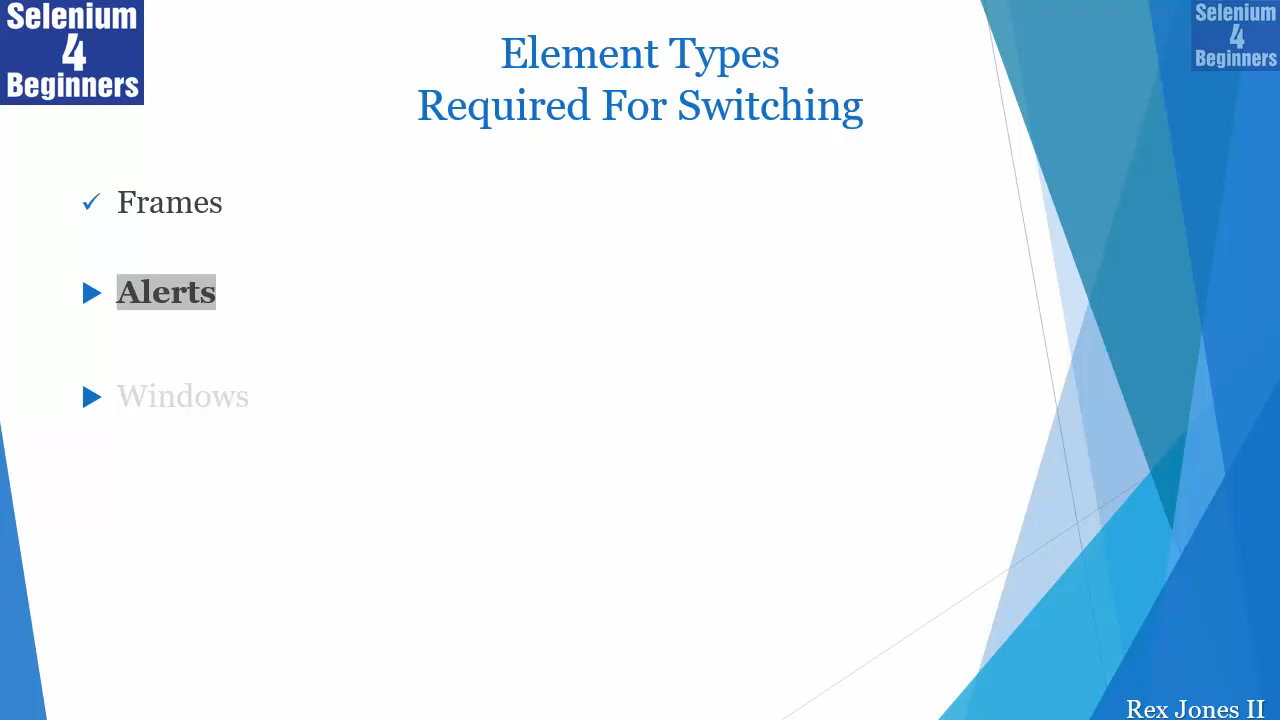 Selenium
4
Beginners
Element Types
Required For Switching
Selenium
4
Beginners
Frames
Alerts
Windows
Rex Jones II